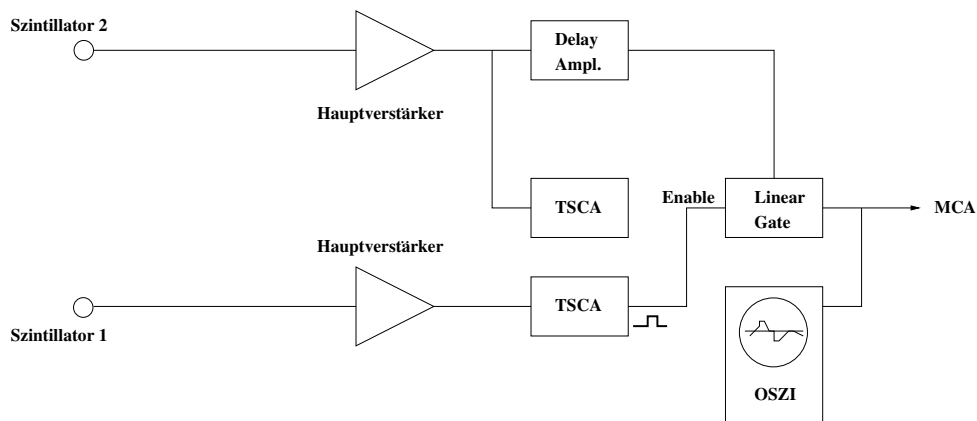 Szintillator 2
Delay
Ampl.
Hauptverstärker
TSCA
Enable
Linear
Gate
MCA
Hauptverstärker
TSCA
Szintillator 1
OSZI